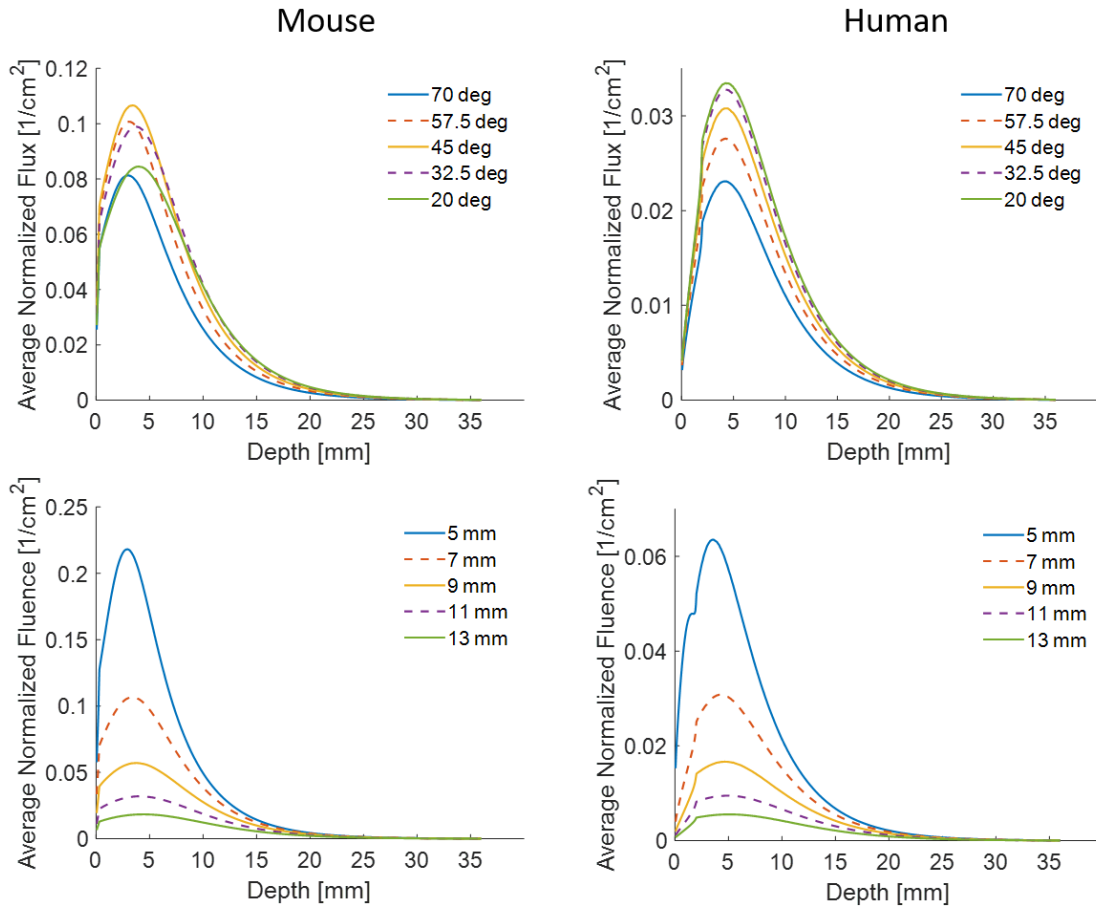 Mouse
Human
Average Normalized Flux [1/cm²]
0.12
0.1
0.08
0.06
0.04
0.02
0
70 deg
57.5 deg
45 deg
32.5 deg
20 deg
0 5 10 15 20 25 30 35
Depth [mm]
Average Normalized Flux [1/cm²]
0.03
0.02
0.01
0
70 deg
57.5 deg
45 deg
32.5 deg
20 deg
0 5 10 15 20 25 30 35
Depth [mm]
Average Normalized Fluence [1/cm²]
0.25
0.2
0.15
0.1
0.05
0
5 mm
7 mm
9 mm
11 mm
13 mm
0 5 10 15 20 25 30 35
Depth [mm]
Average Normalized Fluence [1/cm²]
0.06
0.04
0.02
0
5 mm
7 mm
9 mm
11 mm
13 mm
0 5 10 15 20 25 30 35
Depth [mm]